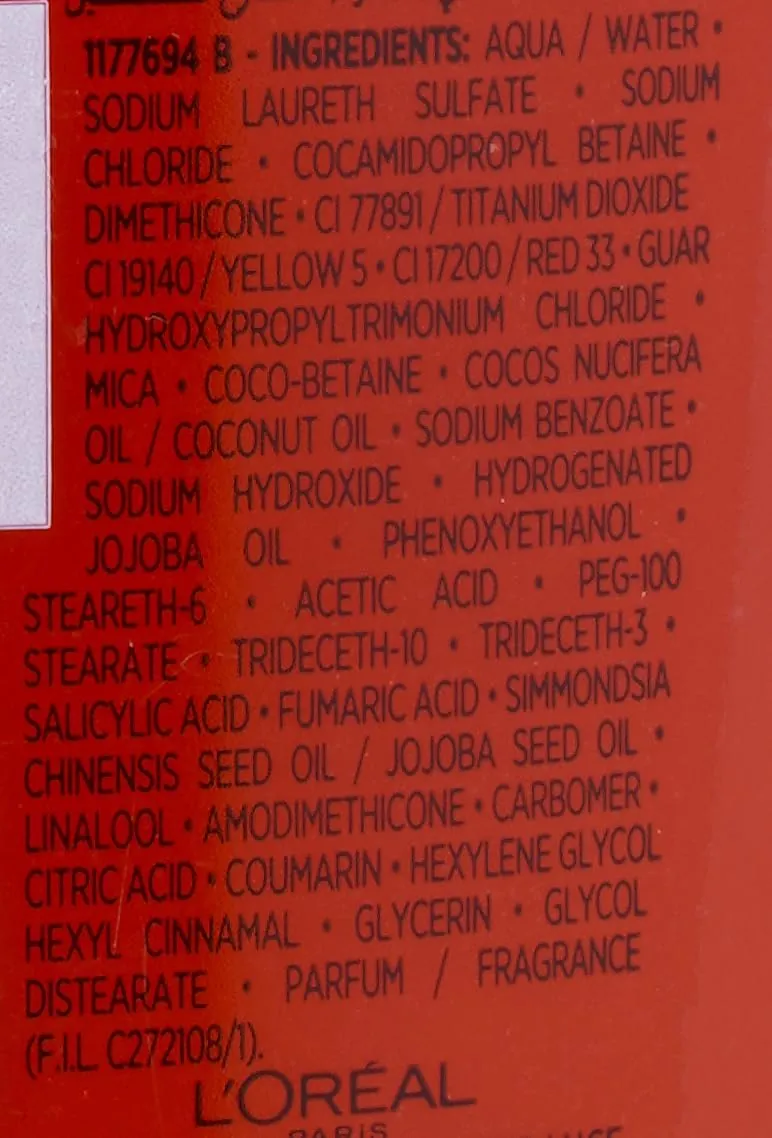 1177694 B - INGREDIENTS: AQUA / WATER •
SODIUM LAURETH SULFATE • SODIUM
CHLORIDE • COCAMIDOPROPYL BETAINE •
DIMETHICONE • CI 77891 / TITANIUM DIOXIDE
CI 19140 / YELLOW 5 • CI 17200 / RED 33 • GUAR
HYDROXYPROPYLTRIMONIUM CHLORIDE •
MICA • COCO-BETAINE • COCOS NUCIFERA
OIL / COCONUT OIL • SODIUM BENZOATE •
SODIUM HYDROXIDE • HYDROGENATED
JOJOBA OIL • PHENOXYETHANOL •
STEARETH-6 • ACETIC ACID • PEG-100
STEARATE • TRIDECETH-10 • TRIDECETH-3 •
SALICYLIC ACID • FUMARIC ACID • SIMMONDSIA
CHINENSIS SEED OIL / JOJOBA SEED OIL •
LINALOOL • AMODIMETHICONE • CARBOMER •
CITRIC ACID • COUMARIN • HEXYLENE GLYCOL
HEXYL CINNAMAL • GLYCERIN • GLYCOL
DISTEARATE • PARFUM / FRAGRANCE
(F.I.L. C272108/1).
L'ORÉAL
PARIS